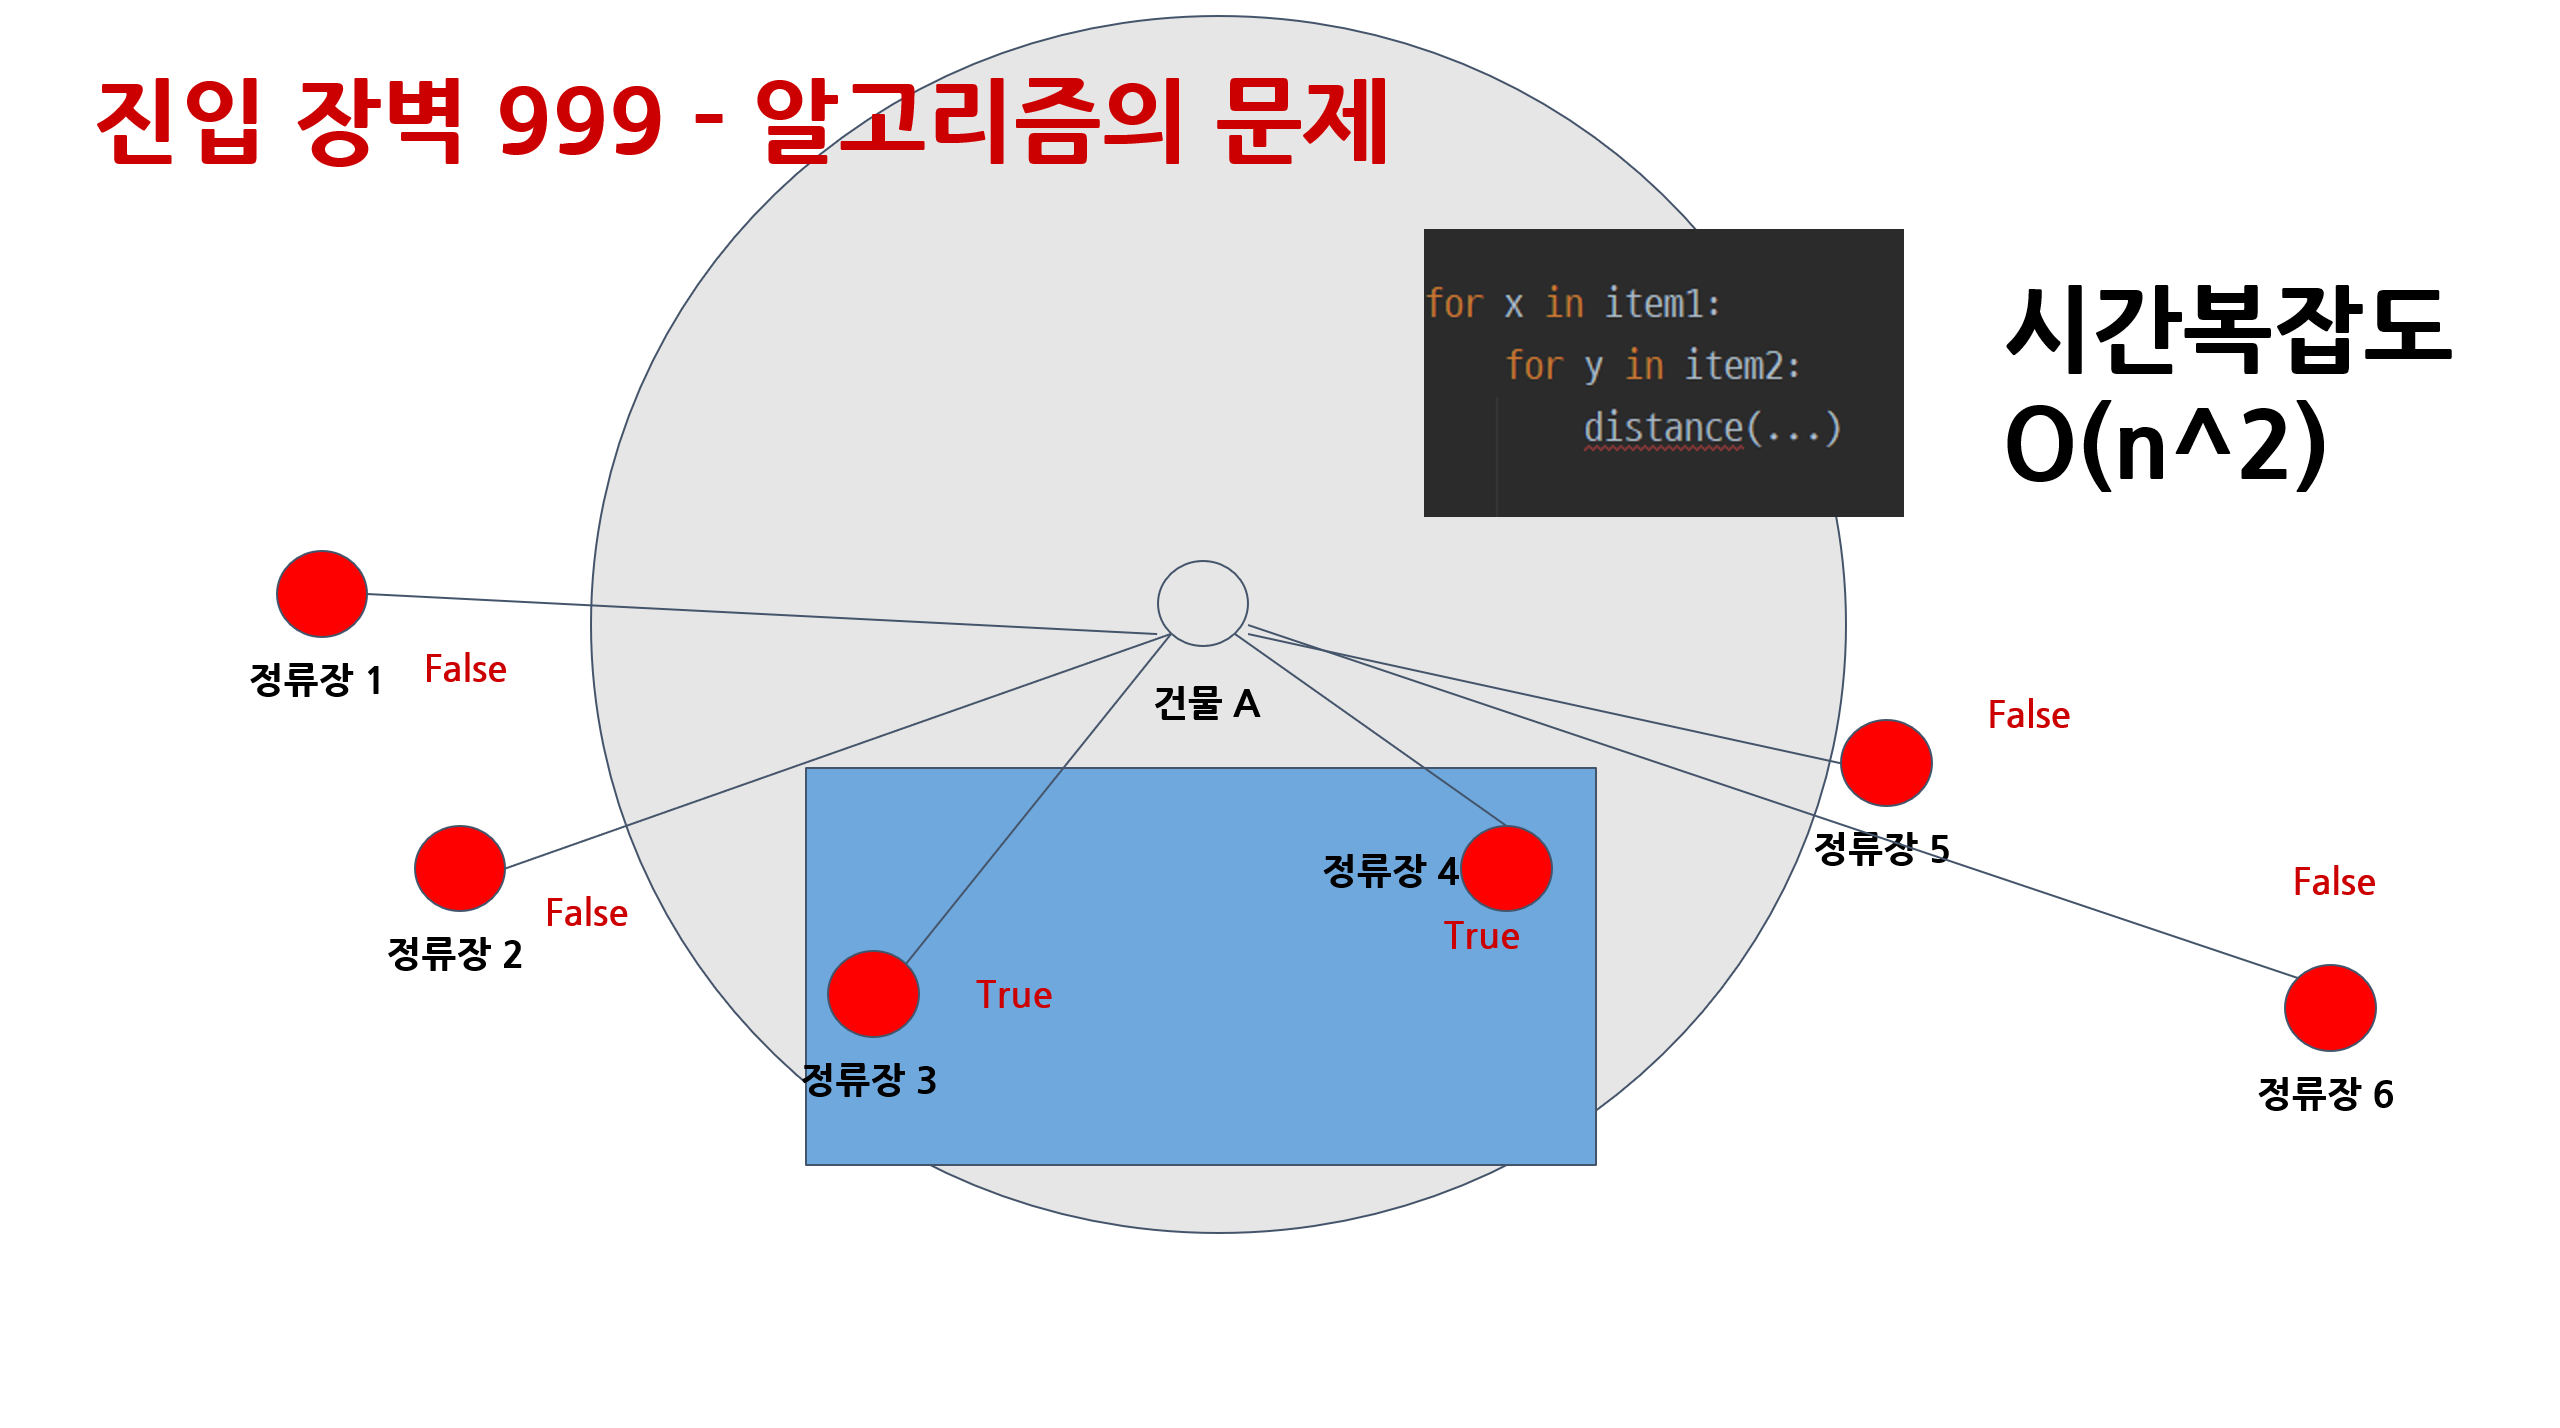 진입 장벽 999 - 알고리즘의 문제
for x in item1:
for y in item2:
distance(...)
시간복잡도
O(n^2)
정류장 1
False
건물 A
False
정류장 5
정류장 2
False
정류장 4
True
False
정류장 3
True
정류장 6